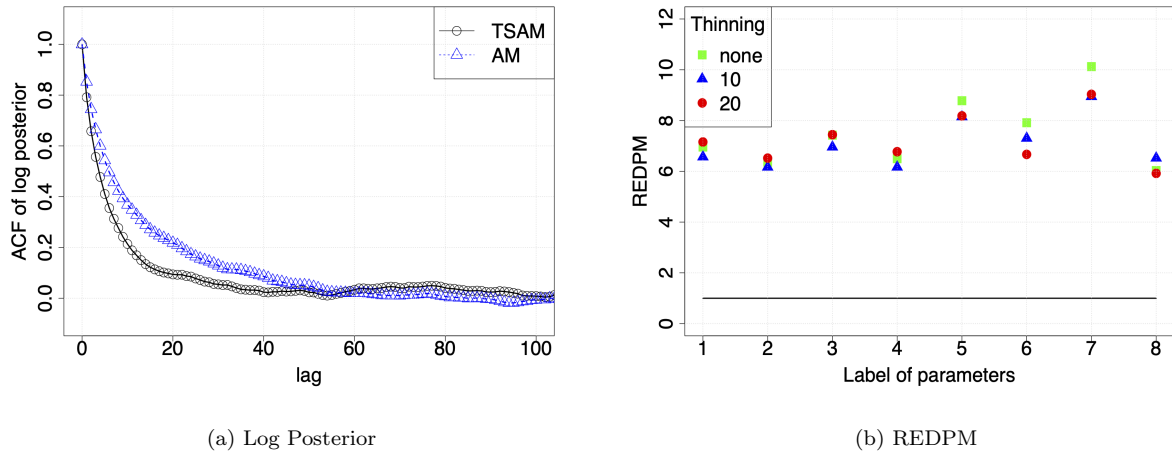 ACF of log posterior
0.0 0.2 0.4 0.6 0.8 1.0
TSAM
AM
0 20 40 60 80 100
lag
(a) Log Posterior
REDPM
0 2 4 6 8 10 12
Thinning
none
10
20
1 2 3 4 5 6 7 8
Label of parameters
(b) REDPM